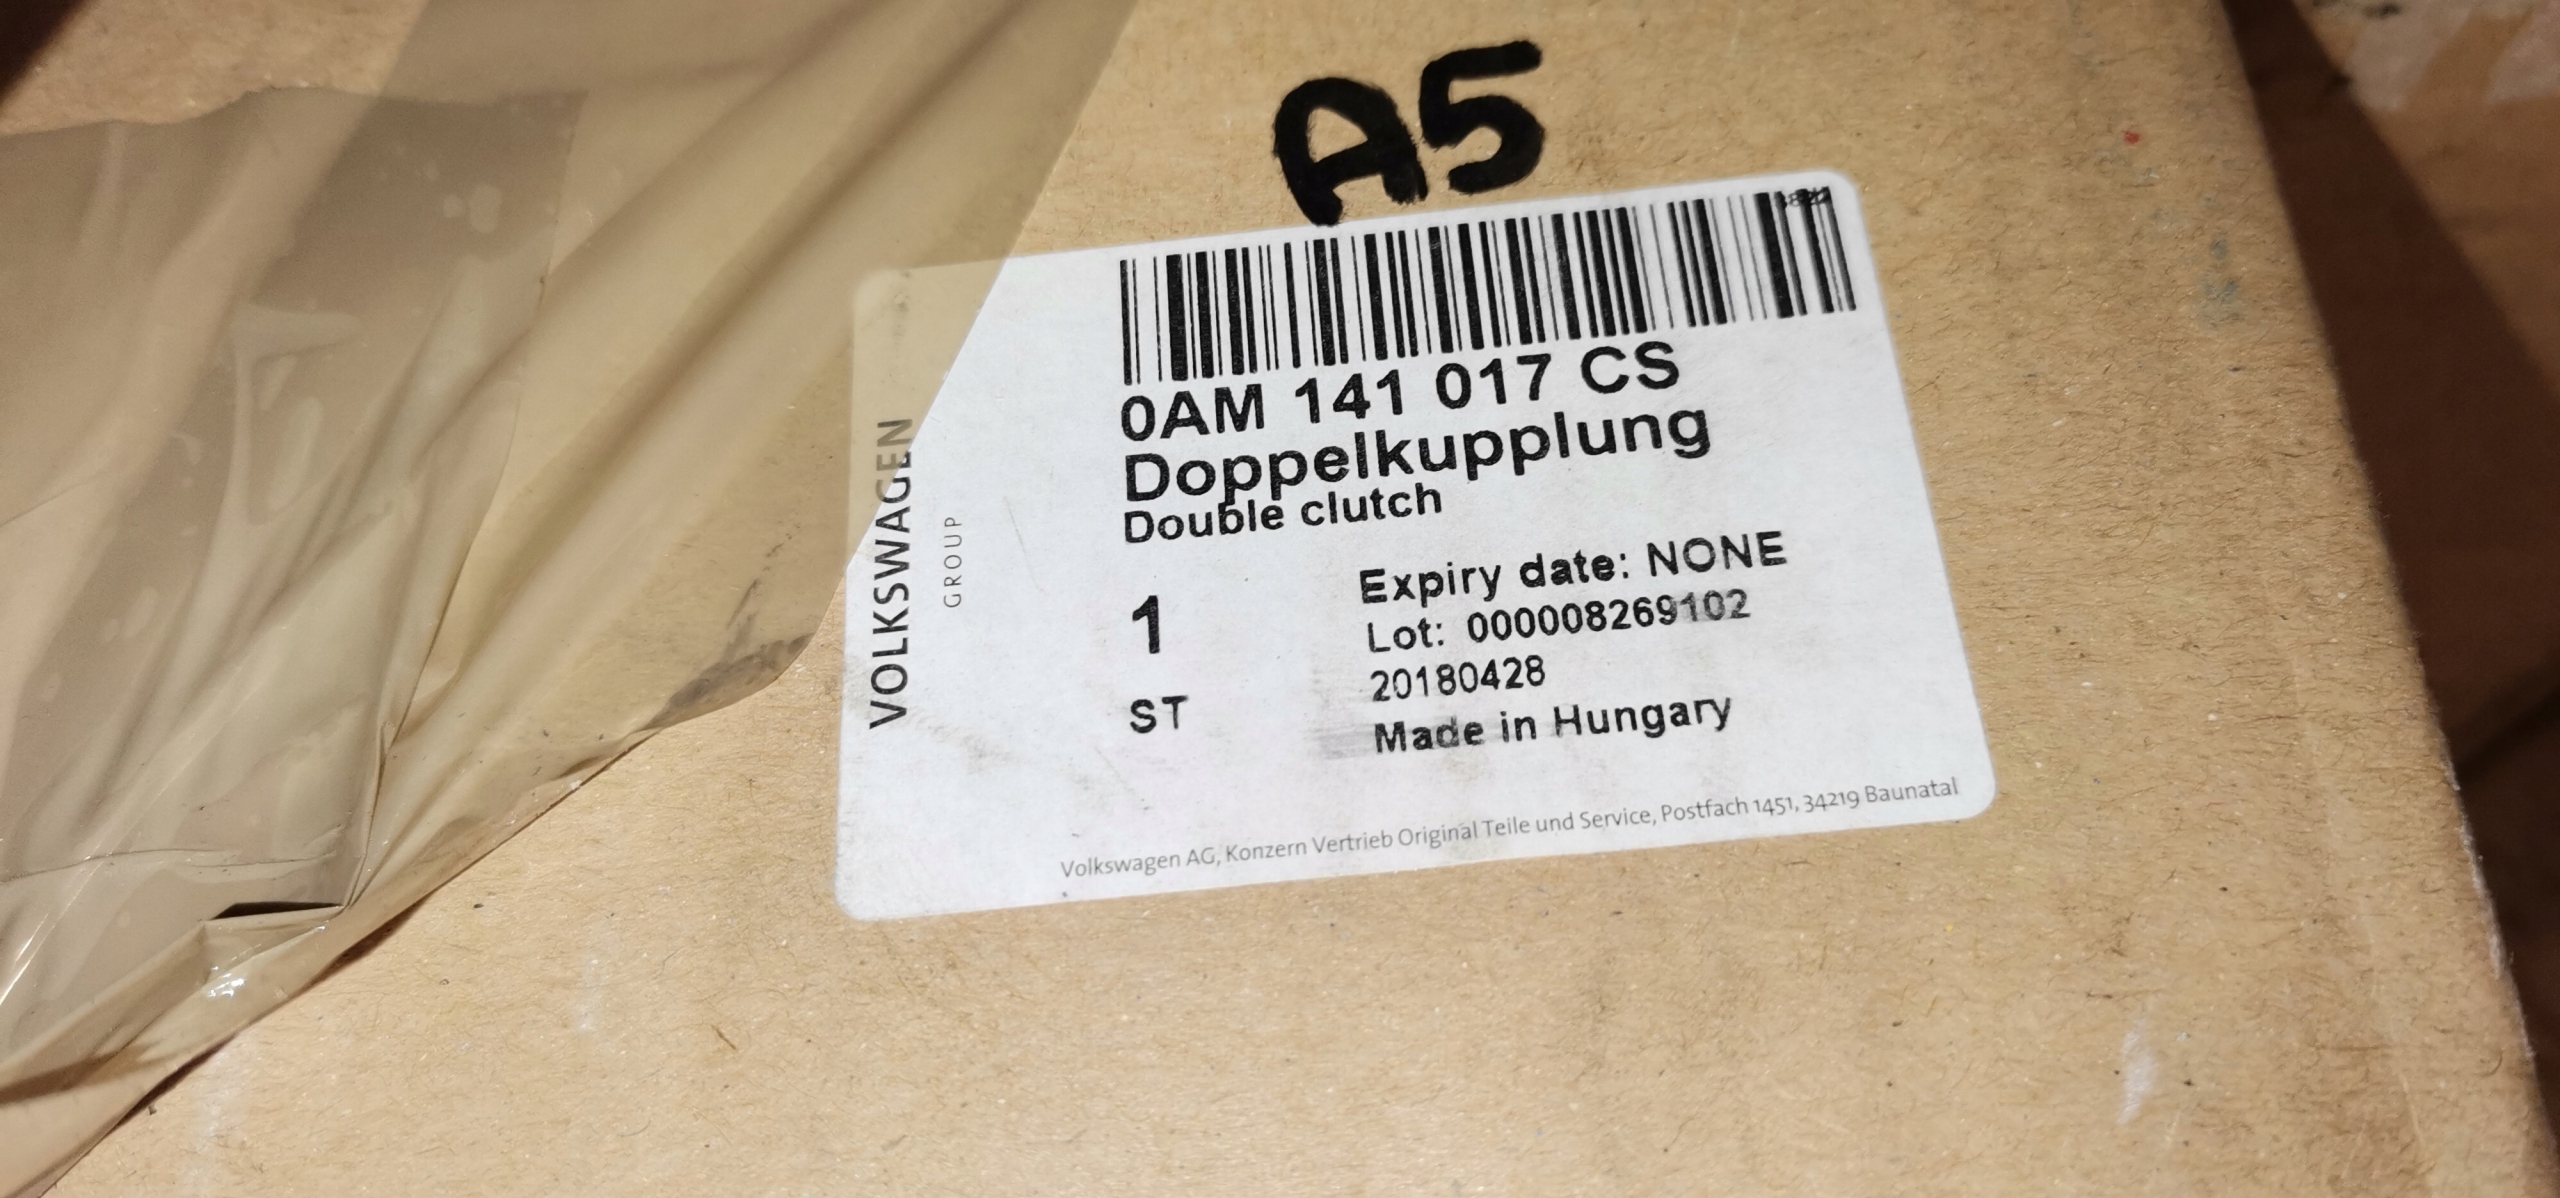 A5
0AM 141 017 CS
Doppelkupplung
Double clutch
VOLKSWAGEN
GROUP
1
ST
Expiry date: NONE
Lot: 000008269102
20180428
Made in Hungary
Volkswagen AG, Konzern Vertrieb Original Teile und Service, Postfach 1451, 34219 Baunatal